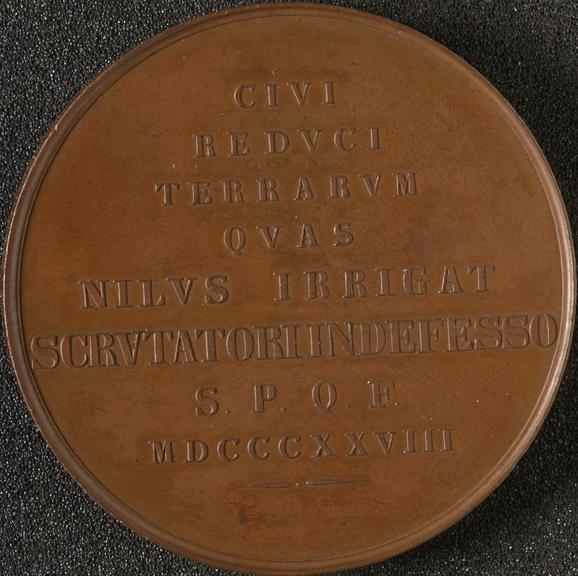 CIVI
REDVCI
TERRARVM
QVAS
NILVS IRRIGAT
SCRVTATORI INDEFESSO
S. P. Q. F.
MDCCCXXVIII